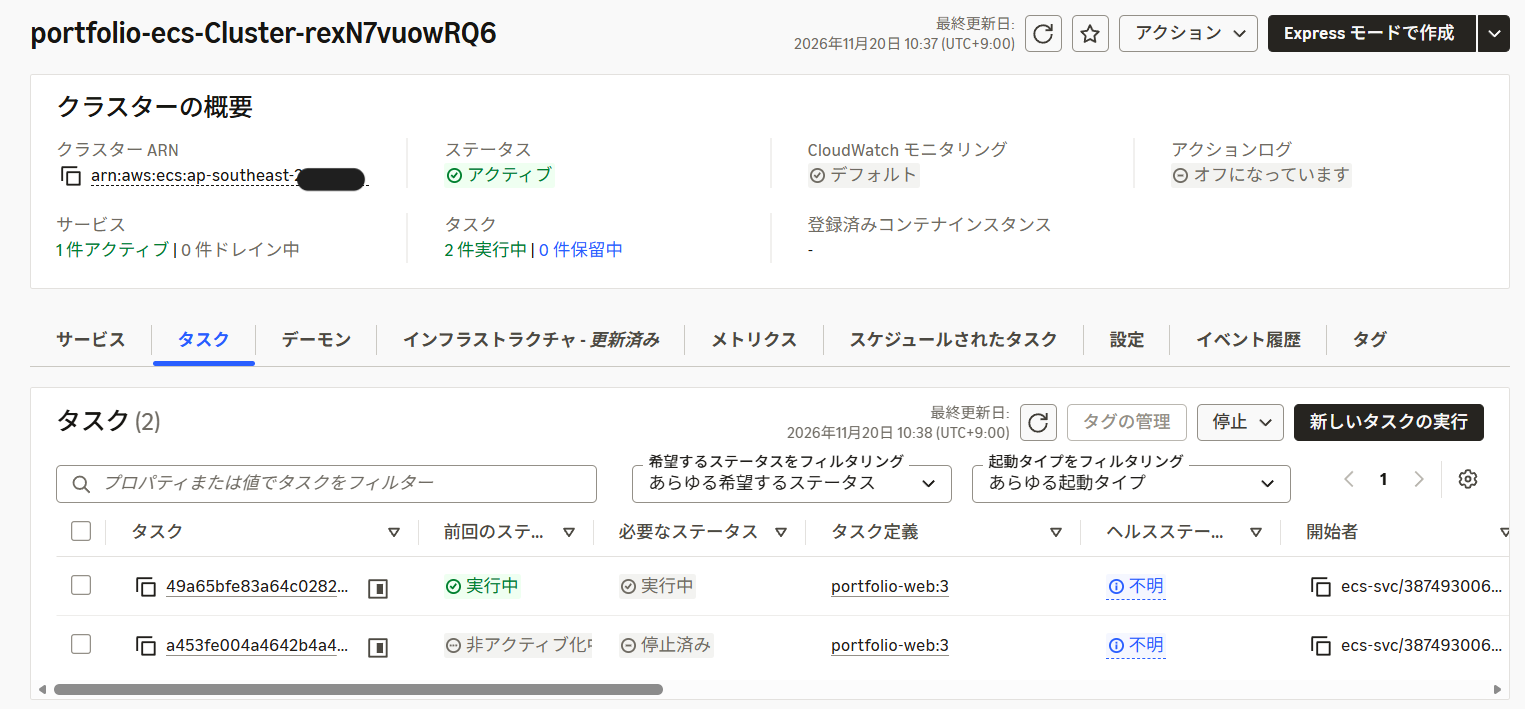 portfolio-ecs-Cluster-rexN7vuowRQ6
最終更新日:
2026年11月20日 10:37 (UTC+9:00)
アクション
Express モードで作成
クラスターの概要
クラスター ARN
arn:aws:ecs:ap-southeast-2
ステータス
アクティブ
CloudWatch モニタリング
デフォルト
アクションログ
オフになっています
サービス
1 件アクティブ | 0 件ドレイン中
タスク
2 件実行中 | 0 件保留中
登録済みコンテナインスタンス
-
サービス
タスク
デーモン
インフラストラクチャ - 更新済み
メトリクス
スケジュールされたタスク
設定
イベント履歴
タグ
タスク (2)
最終更新日:
2026年11月20日 10:38 (UTC+9:00)
タグの管理
停止
新しいタスクの実行
プロパティまたは値でタスクをフィルター
希望するステータスをフィルタリング
あらゆる希望するステータス
起動タイプをフィルタリング
あらゆる起動タイプ
1
タスク
前回のステ...
必要なステータス
タスク定義
ヘルスステー...
開始者
49a65bfe83a64c0282...
実行中
実行中
portfolio-web:3
不明
ecs-svc/387493006...
a453fe004a4642b4a4...
非アクティブ化中
停止済み
portfolio-web:3
不明
ecs-svc/387493006...